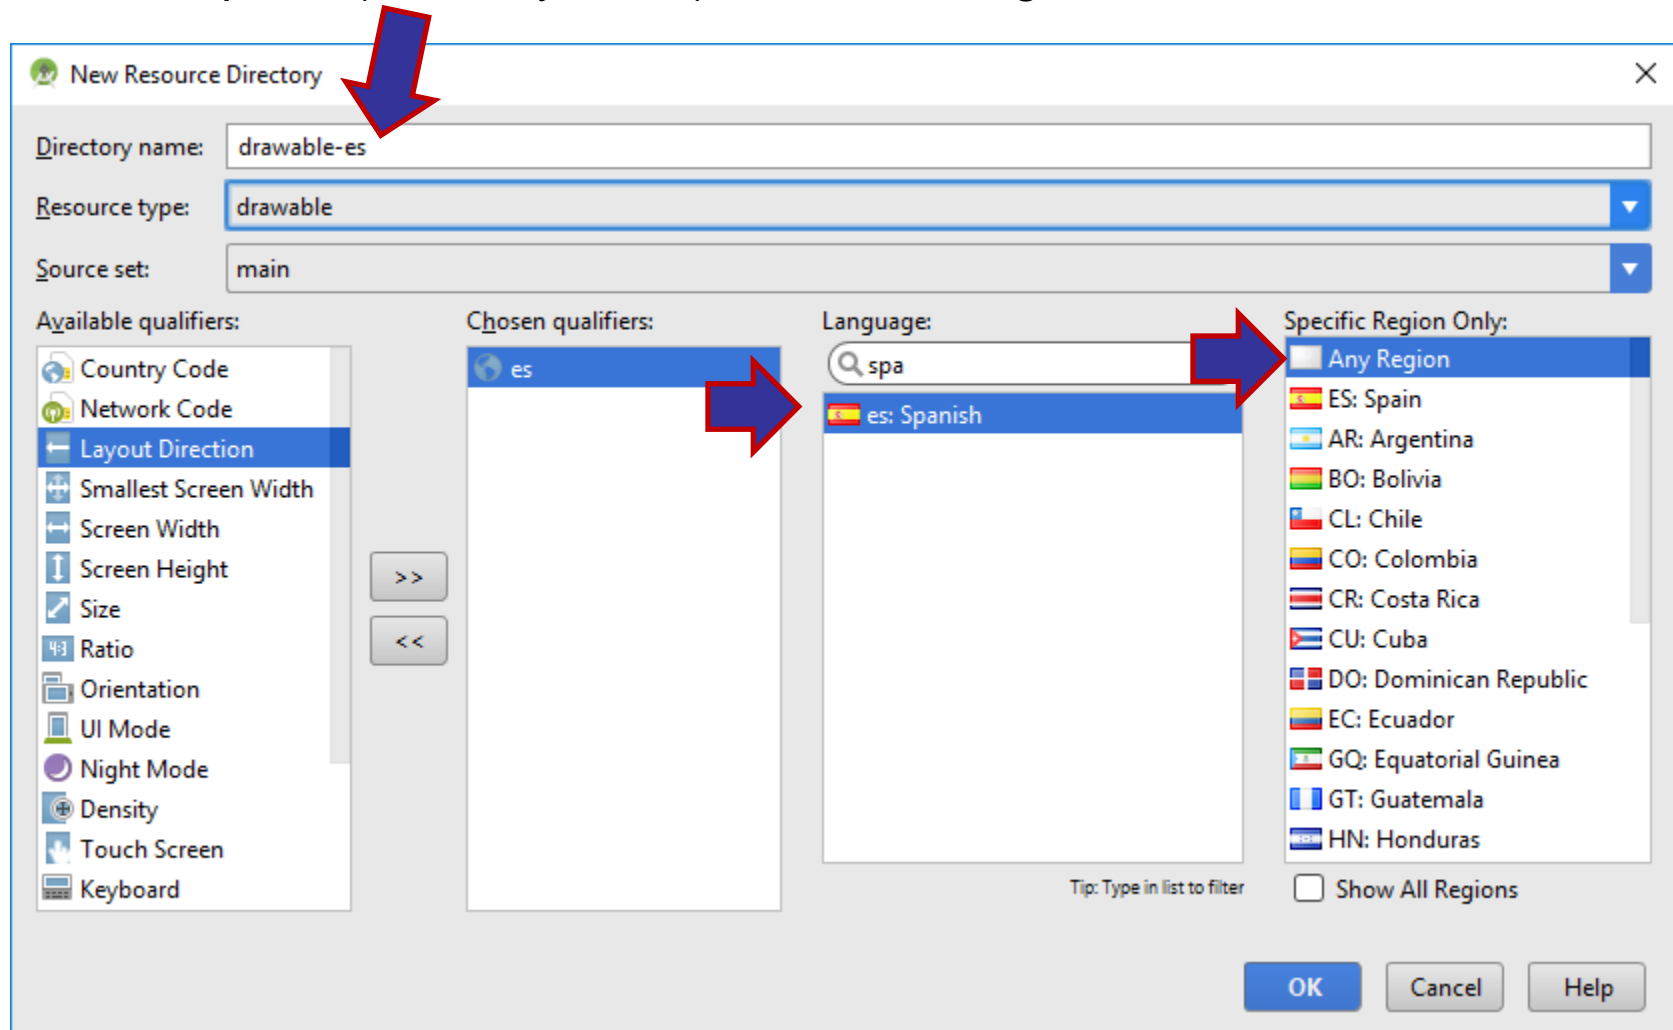 New Resource Directory
Directory name: drawable-es
Resource type: drawable
Source set: main
Available qualifiers:
Country Code
Network Code
Layout Direction
Smallest Screen Width
Screen Width
Screen Height
Size
Ratio
Orientation
UI Mode
Night Mode
Density
Touch Screen
Keyboard
>>
<<
Chosen qualifiers:
es
Language:
spa
es: Spanish
Tip: Type in list to filter
Specific Region Only:
Any Region
ES: Spain
AR: Argentina
BO: Bolivia
CL: Chile
CO: Colombia
CR: Costa Rica
CU: Cuba
DO: Dominican Republic
EC: Ecuador
GQ: Equatorial Guinea
GT: Guatemala
HN: Honduras
Show All Regions
OK Cancel Help